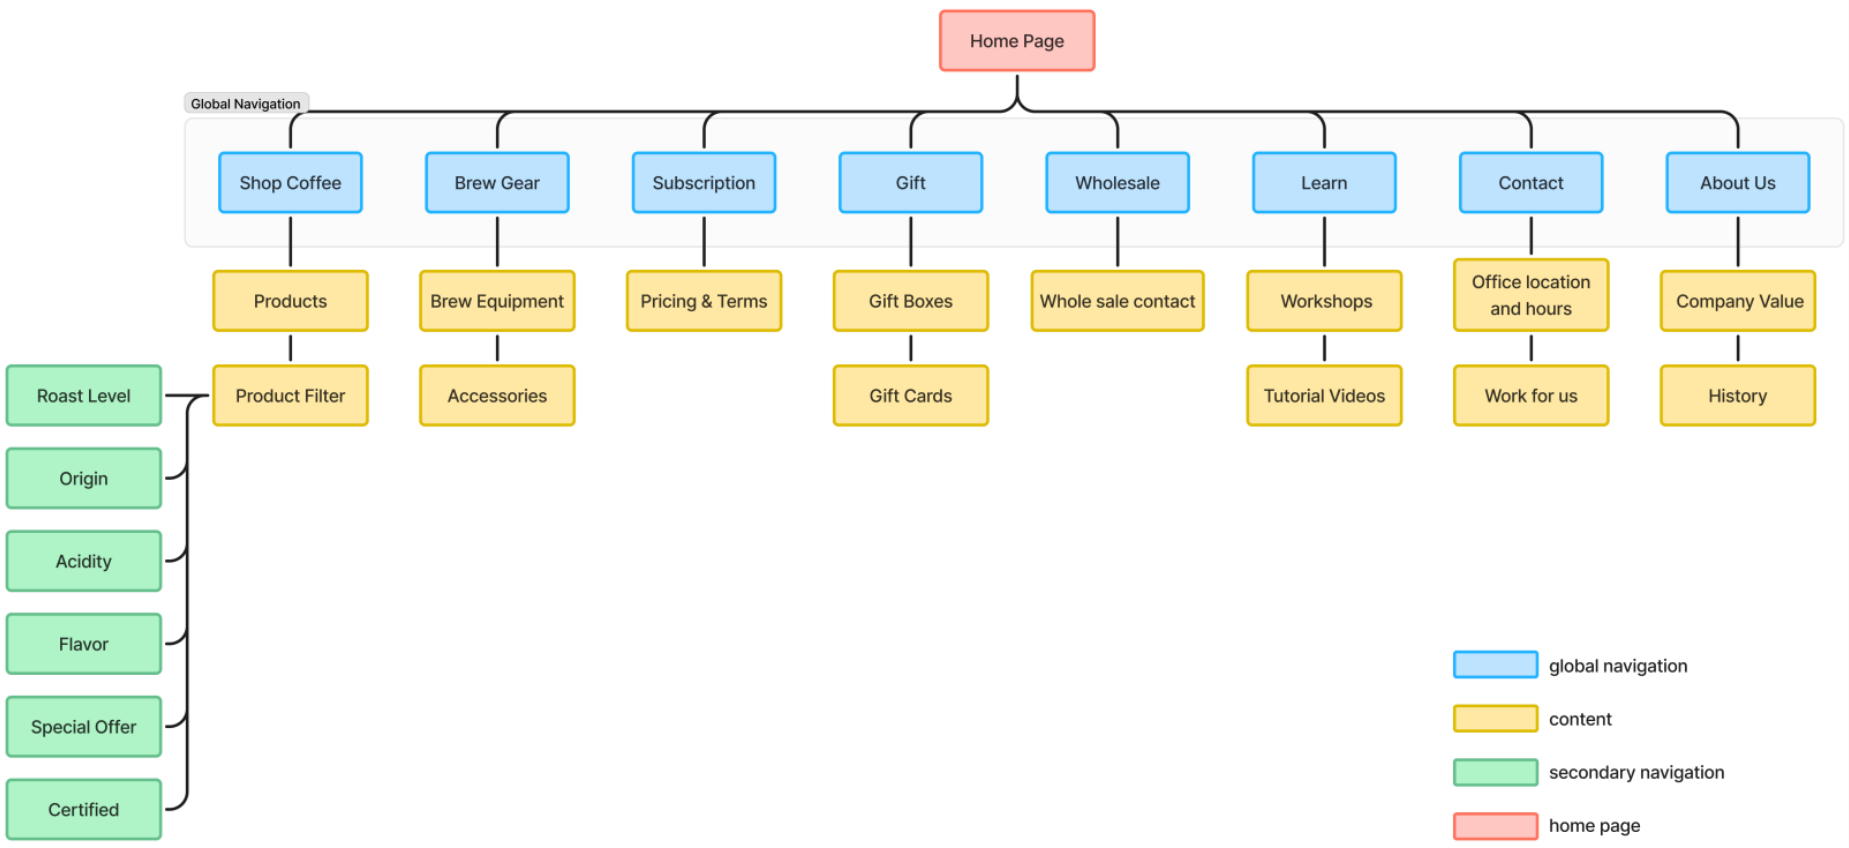 Home Page
Global Navigation
Shop Coffee
Brew Gear
Subscription
Gift
Wholesale
Learn
Contact
About Us
Products
Brew Equipment
Pricing & Terms
Gift Boxes
Whole sale contact
Workshops
Office location
and hours
Company Value
Roast Level
Product Filter
Accessories
Gift Cards
Tutorial Videos
Work for us
History
Origin
Acidity
Flavor
Special Offer
Certified
global navigation
content
secondary navigation
home page